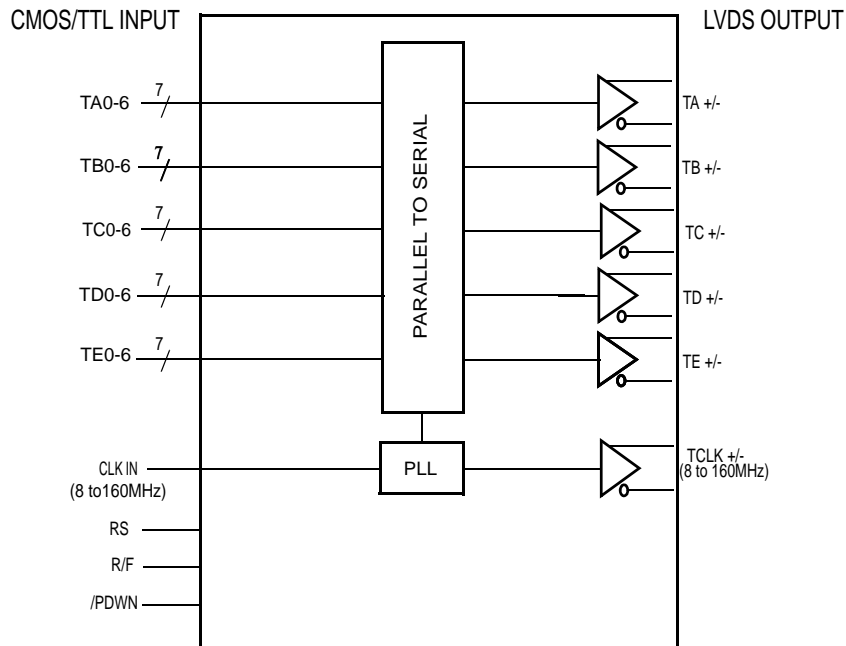 CMOS/TTL INPUT
LVDS OUTPUT
TA0-6
7
TA +/-
TB0-6
7
TB +/-
TC0-6
7
TC +/-
TD0-6
7
TD +/-
TE0-6
7
TE +/-
PARALLEL TO SERIAL
CLK IN
(8 to160MHz)
PLL
TCLK +/-
(8 to 160MHz)
RS
R/F
/PDWN